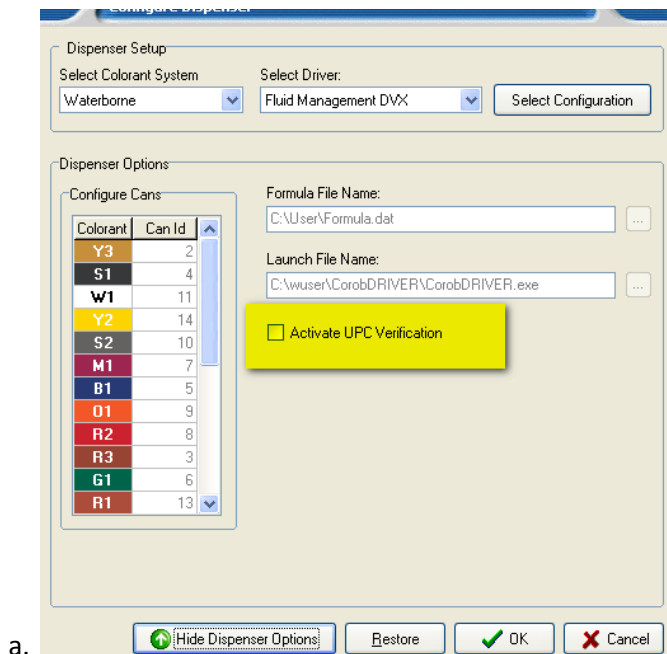 Configure Dispenser
Dispenser Setup
Select Colorant System
Select Driver:
Waterborne
Fluid Management DVX
Select Configuration
Dispenser Options
Configure Cans
Formula File Name:
C:\User\Formula.dat
...
Launch File Name:
C:\wuser\CorobDRIVER\CorobDRIVER.exe
...
Activate UPC Verification
Colorant Can Id
Y3 2
S1 4
W1 11
Y2 14
S2 10
M1 7
B1 5
O1 9
R2 8
R3 3
G1 6
R1 13
a.
Hide Dispenser Options
Restore
OK
Cancel